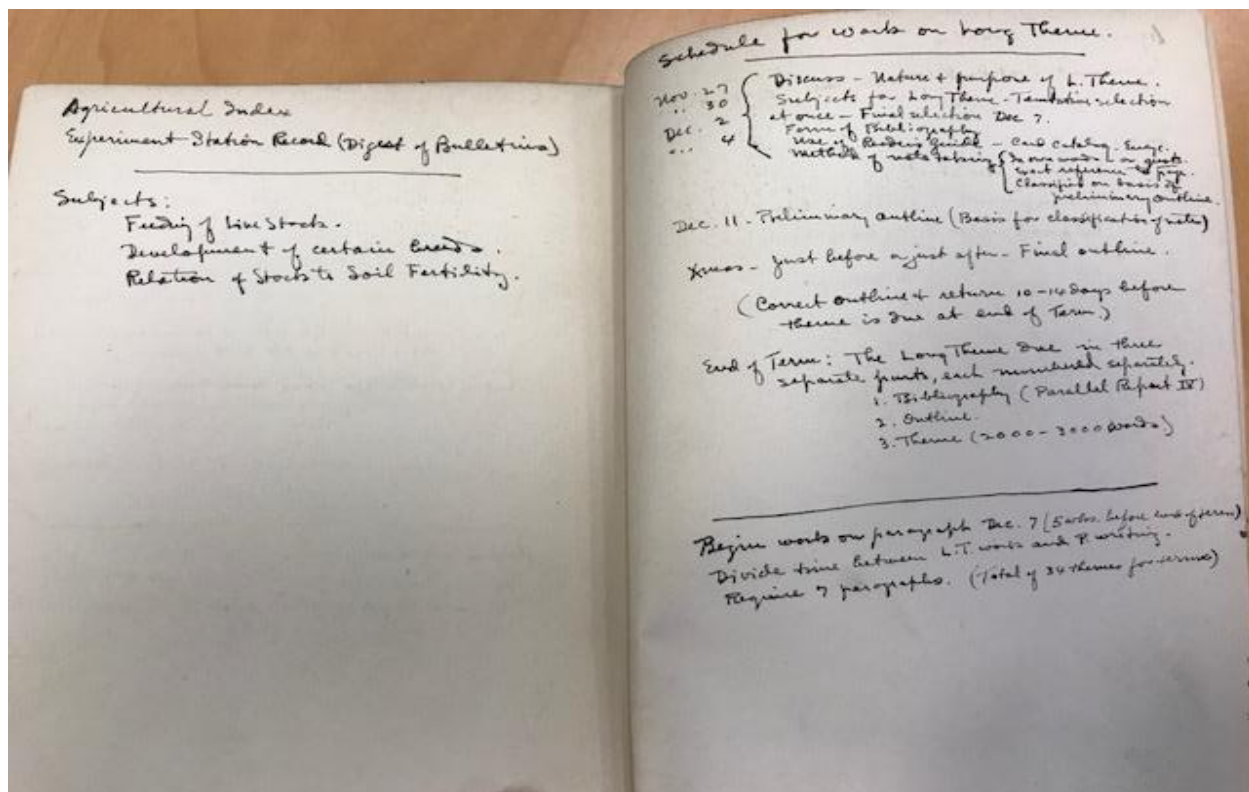 Agricultural Index
Experiment Station Record (Digest of Bulletins)
Subjects:
Feeding of Live Stock.
Development of certain breeds.
Relation of Stock to Soil Fertility.
Schedule for Work on Long Theme.
Nov. 27
" 30
Dec. 2
" 4
Discuss - Nature & purpose of L. Theme.
Subjects for Long Theme - Tentative selection
at once - Final selection Dec 7.
Form of Bibliography
Use of Readers Guide - Card Catalog - Encyc.
Methods of note taking { In own words or quots.
Exact reference to page.
Classified on basis of
preliminary outline.
Dec. 11 - Preliminary outline (Basis for classification of notes)
Xmas - Just before or just after - Final outline.
(Correct outline & return 10-14 days before
theme is due at end of Term)
End of Term: The Long Theme due in three
separate parts, each numbered separately.
1. Bibliography (Parallel Report IV)
2. Outline.
3. Theme (2000 - 3000 words)
Begin work on paragraph Dec. 7 (5 wks. before end of term)
Divide time between L.T. work and P. writing.
Require 7 paragraphs. (Total of 34 themes for term)